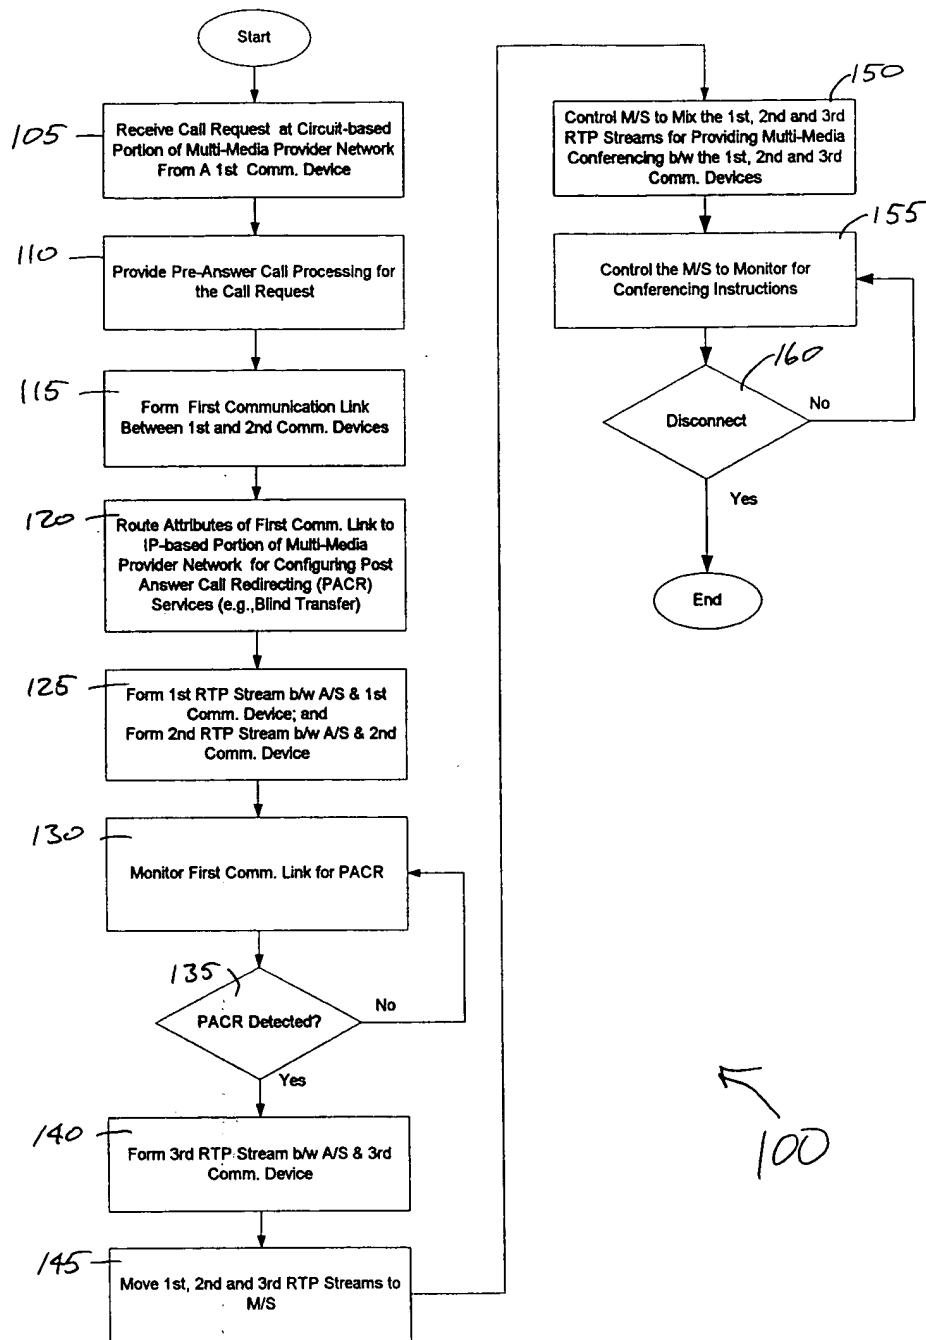 Start
105
Receive Call Request at Circuit-based
Portion of Multi-Media Provider Network
From A 1st Comm. Device
110
Provide Pre-Answer Call Processing for
the Call Request
115
Form First Communication Link
Between 1st and 2nd Comm. Devices
120
Route Attributes of First Comm. Link to
IP-based Portion of Multi-Media
Provider Network for Configuring Post
Answer Call Redirecting (PACR)
Services (e.g.,Blind Transfer)
125
Form 1st RTP Stream b/w A/S & 1st
Comm. Device; and
Form 2nd RTP Stream b/w A/S & 2nd
Comm. Device
130
Monitor First Comm. Link for PACR
135
PACR Detected?
No
Yes
140
Form 3rd RTP Stream b/w A/S & 3rd
Comm. Device
145
Move 1st, 2nd and 3rd RTP Streams to
M/S
150
Control M/S to Mix the 1st, 2nd and 3rd
RTP Streams for Providing Multi-Media
Conferencing b/w the 1st, 2nd and 3rd
Comm. Devices
155
Control the M/S to Monitor for
Conferencing Instructions
160
Disconnect
No
Yes
End
100